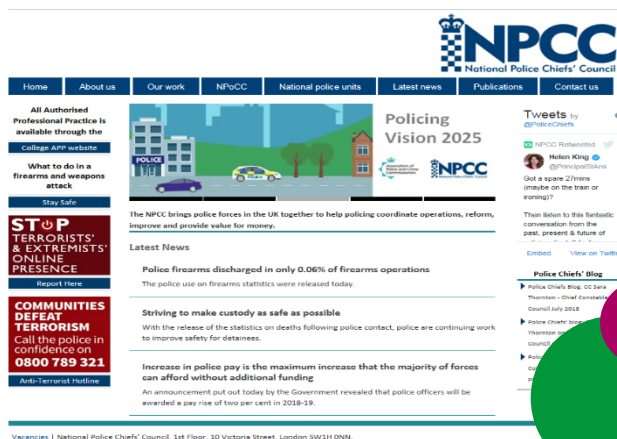 NPCC
National Police Chiefs' Council
Home About us Our work NPoCC National police units Latest news Publications Contact us
All Authorised
Professional Practice is
available through the
College APP website
What to do in a
firearms and weapons
attack
Stay Safe
STOP
TERRORISTS'
& EXTREMISTS'
ONLINE
PRESENCE
Report Here
COMMUNITIES
DEFEAT
TERRORISM
Call the police in
confidence on
0800 789 321
Anti-Terrorist Hotline
POLICE
Policing
Vision 2025
Association of
Police and Crime
Commissioners
NPCC
The NPCC brings police forces in the UK together to help policing coordinate operations, reform,
improve and provide value for money.
Latest News
Police firearms discharged in only 0.06% of firearms operations
The police use on firearms statistics were released today.
Striving to make custody as safe as possible
With the release of the statistics on deaths following police contact, police are continuing work
to improve safety for detainees.
Increase in police pay is the maximum increase that the majority of forces
can afford without additional funding
An announcement put out today by the Government revealed that police officers will be
awarded a pay rise of two per cent in 2018-19.
Tweets by
@PoliceChiefs
NPCC Retweeted
Helen King
@PrincipalStAns
Got a spare 27mins
(maybe on the train or
ironing)?
Then listen to this fantastic
conversation from the
past, present & future of
Embed View on Twitt
Police Chiefs' Blog
Police Chiefs Blog: CC Sara
Thornton - Chief Constable
Council July 2018
Police Chiefs' blog
Thornton
Council
Vacancies | National Police Chiefs' Council, 1st Floor, 10 Victoria Street, London SW1H 0NN.